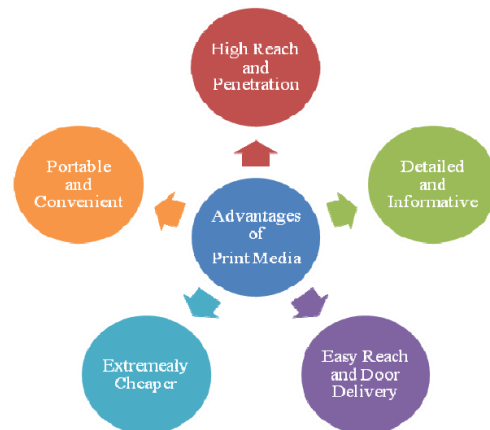 High Reach
and
Penetration
Portable
and
Convenient
Detailed
and
Informative
Advantages
of
Print Media
Extremealy
Cheaper
Easy Reach
and Door
Delivery